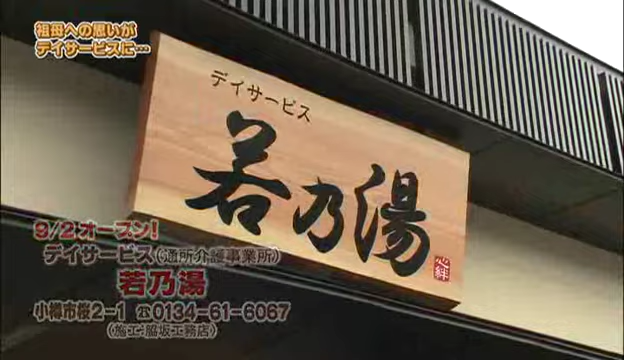 祖母への思いが
デイサービスに…
デイサービス
若乃湯
心絆
9/2オープン!
デイサービス(通所介護事業所)
若乃湯
小樽市桜2-1 ☎0134-61-6067
(施工:脇坂工務店)